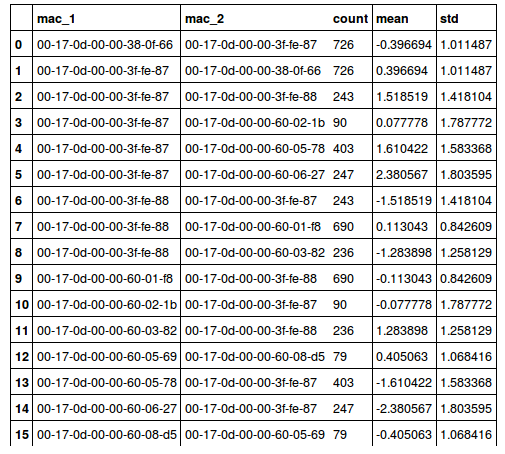 mac_1 mac_2 count mean std
0 00-17-0d-00-00-38-0f-66 00-17-0d-00-00-3f-fe-87 726 -0.396694 1.011487
1 00-17-0d-00-00-3f-fe-87 00-17-0d-00-00-38-0f-66 726 0.396694 1.011487
2 00-17-0d-00-00-3f-fe-87 00-17-0d-00-00-3f-fe-88 243 1.518519 1.418104
3 00-17-0d-00-00-3f-fe-87 00-17-0d-00-00-60-02-1b 90 0.077778 1.787772
4 00-17-0d-00-00-3f-fe-87 00-17-0d-00-00-60-05-78 403 1.610422 1.583368
5 00-17-0d-00-00-3f-fe-87 00-17-0d-00-00-60-06-27 247 2.380567 1.803595
6 00-17-0d-00-00-3f-fe-88 00-17-0d-00-00-3f-fe-87 243 -1.518519 1.418104
7 00-17-0d-00-00-3f-fe-88 00-17-0d-00-00-60-01-f8 690 0.113043 0.842609
8 00-17-0d-00-00-3f-fe-88 00-17-0d-00-00-60-03-82 236 -1.283898 1.258129
9 00-17-0d-00-00-60-01-f8 00-17-0d-00-00-3f-fe-88 690 -0.113043 0.842609
10 00-17-0d-00-00-60-02-1b 00-17-0d-00-00-3f-fe-87 90 -0.077778 1.787772
11 00-17-0d-00-00-60-03-82 00-17-0d-00-00-3f-fe-88 236 1.283898 1.258129
12 00-17-0d-00-00-60-05-69 00-17-0d-00-00-60-08-d5 79 0.405063 1.068416
13 00-17-0d-00-00-60-05-78 00-17-0d-00-00-3f-fe-87 403 -1.610422 1.583368
14 00-17-0d-00-00-60-06-27 00-17-0d-00-00-3f-fe-87 247 -2.380567 1.803595
15 00-17-0d-00-00-60-08-d5 00-17-0d-00-00-60-05-69 79 -0.405063 1.068416